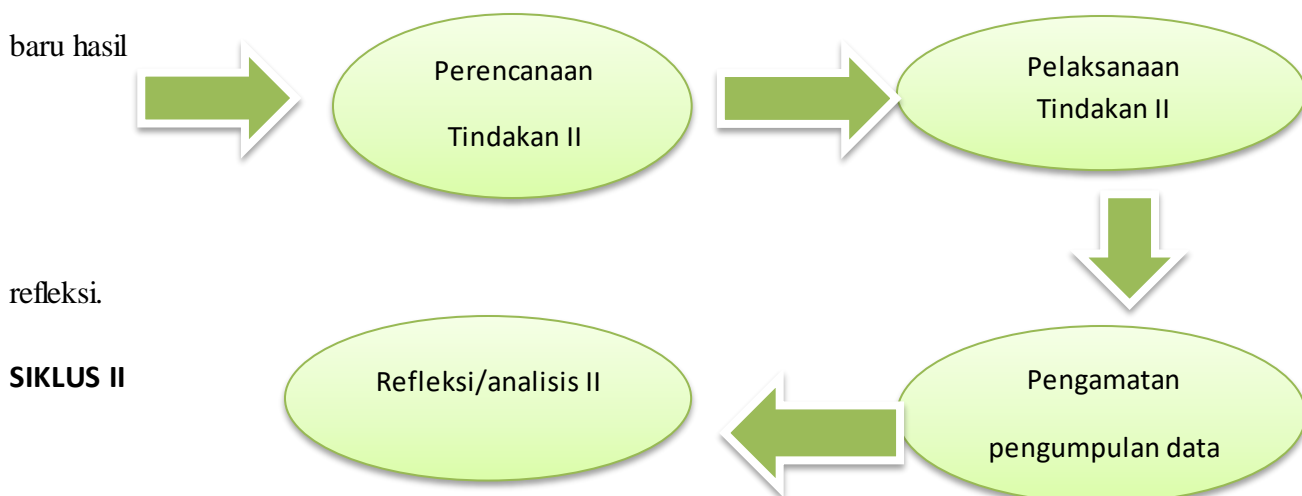 baru hasil
Perencanaan
Tindakan II
Pelaksanaan
Tindakan II
refleksi.
SIKLUS II
Refleksi/analisis II
Pengamatan
pengumpulan data